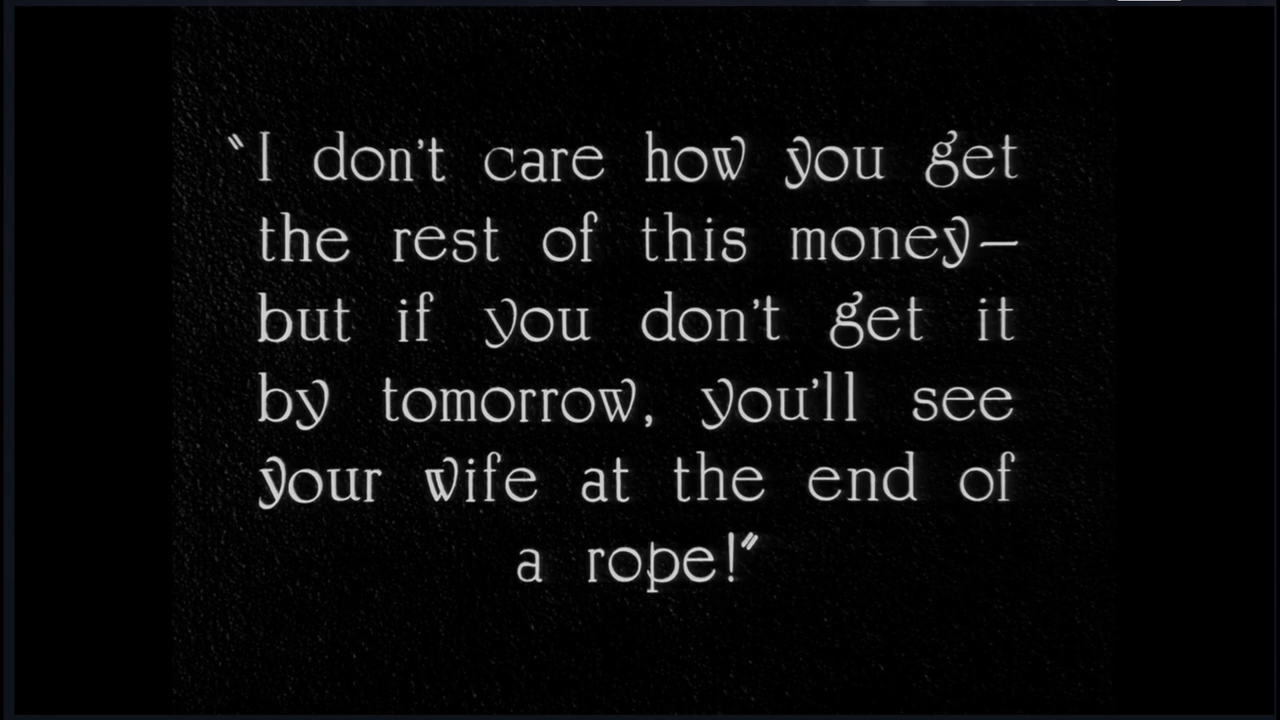 “I don't care how you get
the rest of this money—
but if you don't get it
by tomorrow, you'll see
your wife at the end of
a rope!”